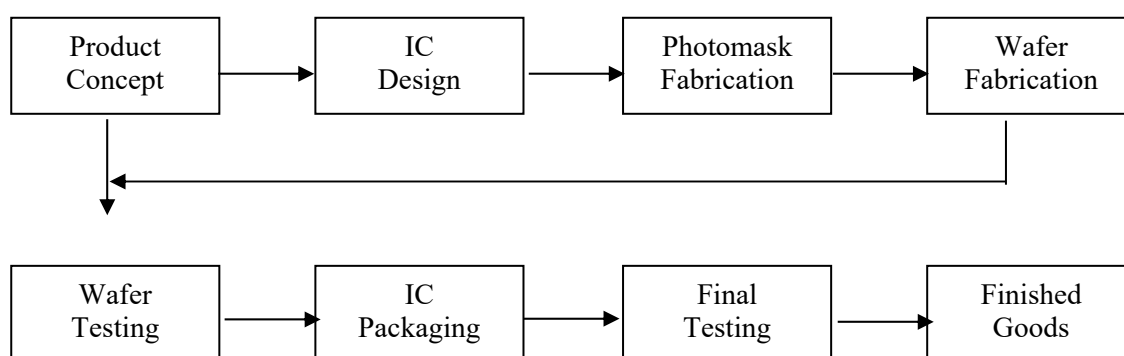 Product
Concept
IC
Design
Photomask
Fabrication
Wafer
Fabrication
Wafer
Testing
IC
Packaging
Final
Testing
Finished
Goods